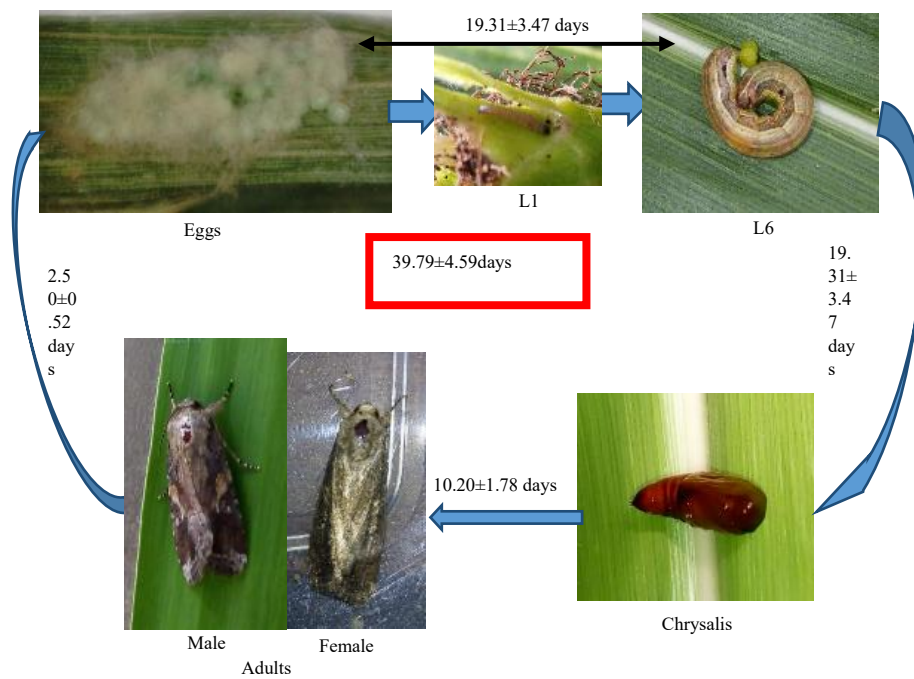 19.31±3.47 days
Eggs
L1
L6
39.79±4.59days
2.5
0±0
.52
day
s
19.
31±
3.4
7
day
s
10.20±1.78 days
Male
Female
Adults
Chrysalis